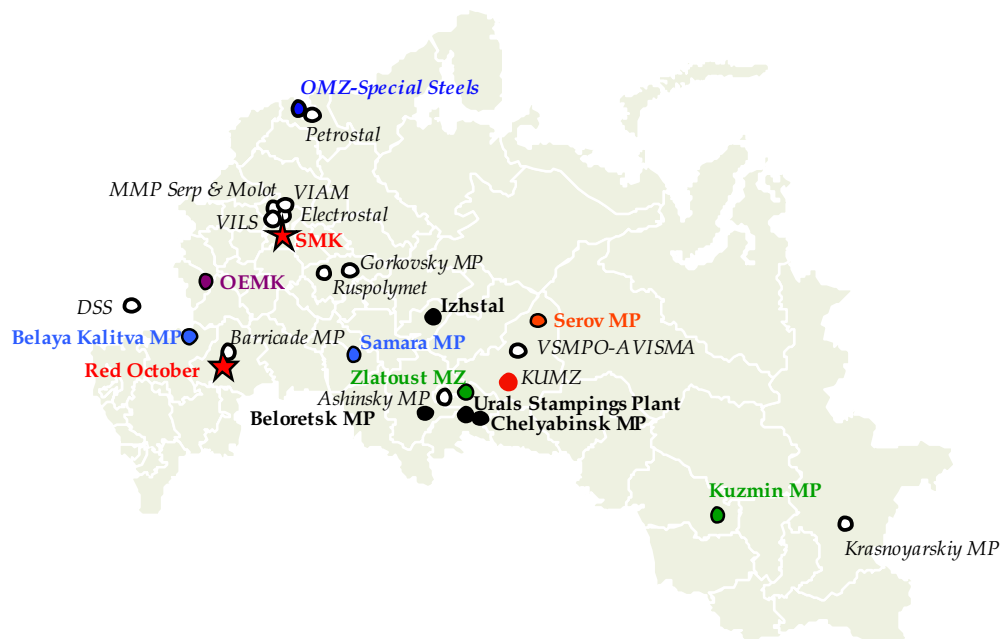 OMZ-Special Steels
Petrostal
MMP Serp & Molot
VIAM
VILS
Electrostal
SMK
Gorkovsky MP
OEMK
Ruspolymet
DSS
Izhstal
Belaya Kalitva MP
Barricade MP
Serov MP
Samara MP
VSMPO-AVISMA
Red October
Zlatoust MZ
KUMZ
Ashinsky MP
Urals Stampings Plant
Beloretsk MP
Chelyabinsk MP
Kuzmin MP
Krasnoyarskiy MP